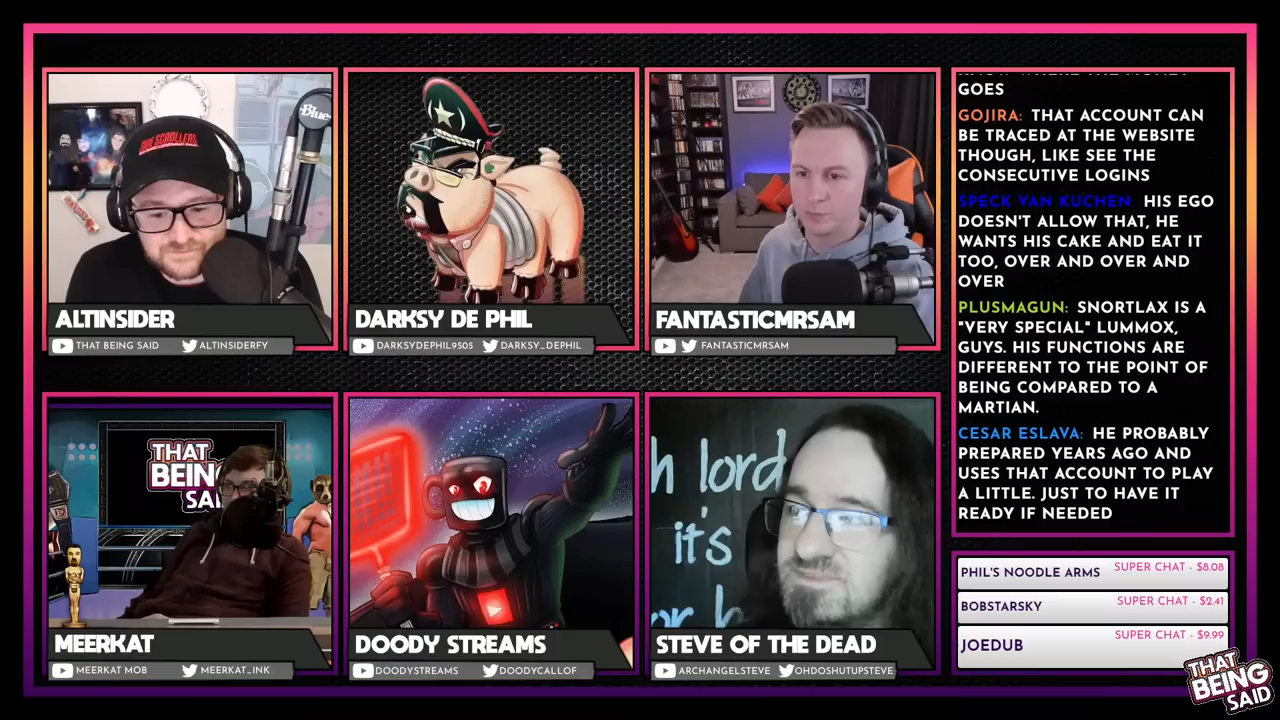 SIDE SCROLLERS
Blue
ALTINSIDER
THAT BEING SAID
ALTINSIDERFY
DARKSY DE PHIL
DARKSYDEPHIL9505
DARKSY_DEPHIL
FANTASTICMRSAM
FANTASTICMRSAM
THAT
BEING
SAI
MEERKAT
MEERKAT MOB
MEERKAT_INK
DOODY STREAMS
DOODYSTREAMS
DOODYCALLOF
h lord
it's
STEVE OF THE DEAD
ARCHANGELSTEVE
OHDOSHUTUPSTEVE
GOES
GOJIRA: THAT ACCOUNT CAN
BE TRACED AT THE WEBSITE
THOUGH, LIKE SEE THE
CONSECUTIVE LOGINS
SPECK VAN KUCHEN: HIS EGO
DOESN'T ALLOW THAT, HE
WANTS HIS CAKE AND EAT IT
TOO, OVER AND OVER AND
OVER
PLUSMAGUN: SNORTLAX IS A
"VERY SPECIAL" LUMMOX,
GUYS. HIS FUNCTIONS ARE
DIFFERENT TO THE POINT OF
BEING COMPARED TO A
MARTIAN.
CESAR ESLAVA: HE PROBABLY
PREPARED YEARS AGO AND
USES THAT ACCOUNT TO PLAY
A LITTLE. JUST TO HAVE IT
READY IF NEEDED
PHIL'S NOODLE ARMS SUPER CHAT - $8.08
BOBSTARSKY SUPER CHAT - $2.41
JOEDUB SUPER CHAT - $9.99
THAT
BEING
SAID